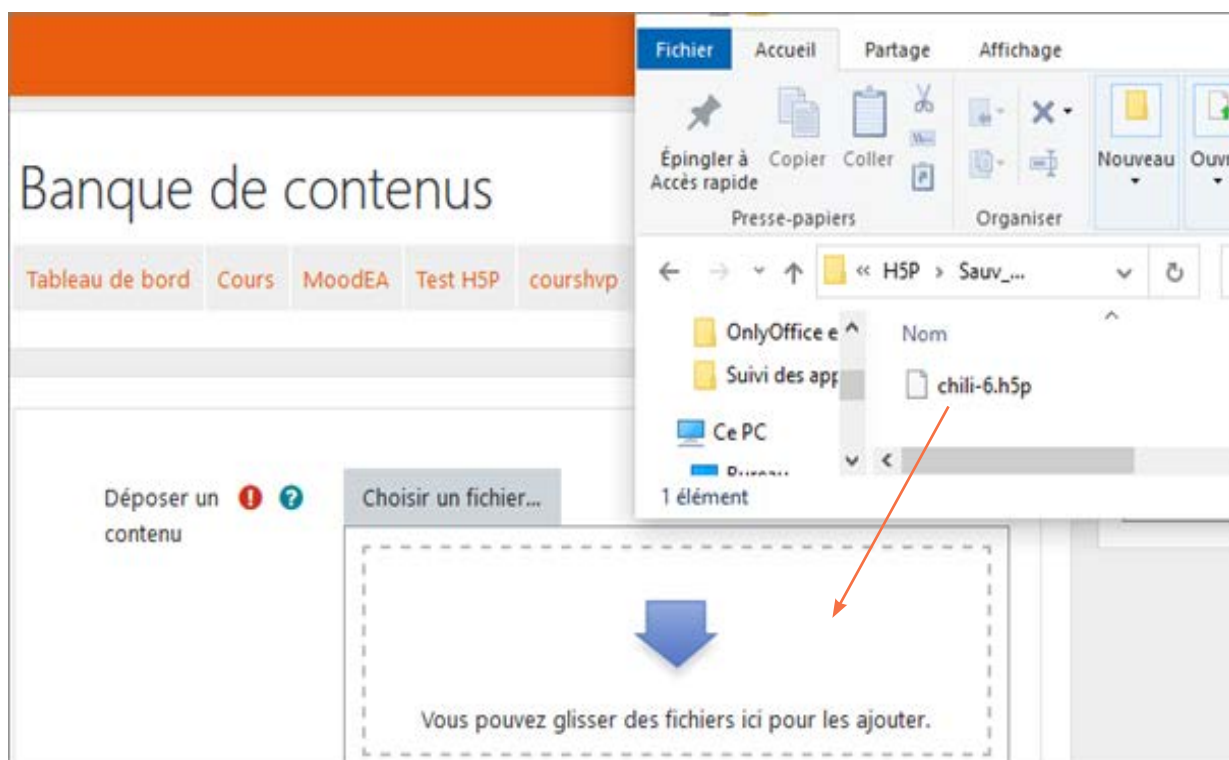 Fichier Accueil Partage Affichage
Épingler à Accès rapide
Copier
Coller
Nouveau
Presse-papiers
Organiser
Banque de contenus
Tableau de bord Cours MoodEA Test H5P courshvp
« H5P › Sauv_...
OnlyOffice e
Suivi des app
Ce PC
Bureau
Nom
chili-6.h5p
1 élément
Déposer un
contenu
Choisir un fichier...
Vous pouvez glisser des fichiers ici pour les ajouter.